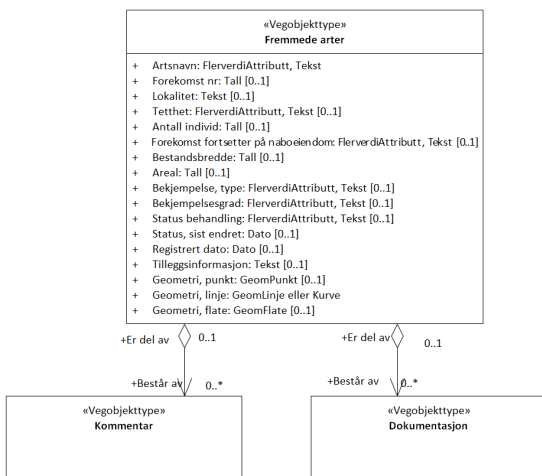 «Vegobjekttype»
Fremmede arter
+ Artsnavn: FlerverdiAttributt, Tekst
+ Forekomst nr: Tall [0..1]
+ Lokalitet: Tekst [0..1]
+ Tetthet: FlerverdiAttributt, Tekst [0..1]
+ Antall individ: Tall [0..1]
+ Forekomst fortsetter på naboeiendom: FlerverdiAttributt, Tekst [0..1]
+ Bestandsbredde: Tall [0..1]
+ Areal: Tall [0..1]
+ Bekjempelse, type: FlerverdiAttributt, Tekst [0..1]
+ Bekjempelsesgrad: FlerverdiAttributt, Tekst [0..1]
+ Status behandling: FlerverdiAttributt, Tekst [0..1]
+ Status, sist endret: Dato [0..1]
+ Registrert dato: Dato [0..1]
+ Tilleggsinformasjon: Tekst [0..1]
+ Geometri, punkt: GeomPunkt [0..1]
+ Geometri, linje: GeomLinje eller Kurve
+ Geometri, flate: GeomFlate [0..1]
+Er del av 0..1
+Er del av 0..1
+Består av 0..*
+Består av 0..*
«Vegobjekttype»
Kommentar
«Vegobjekttype»
Dokumentasjon